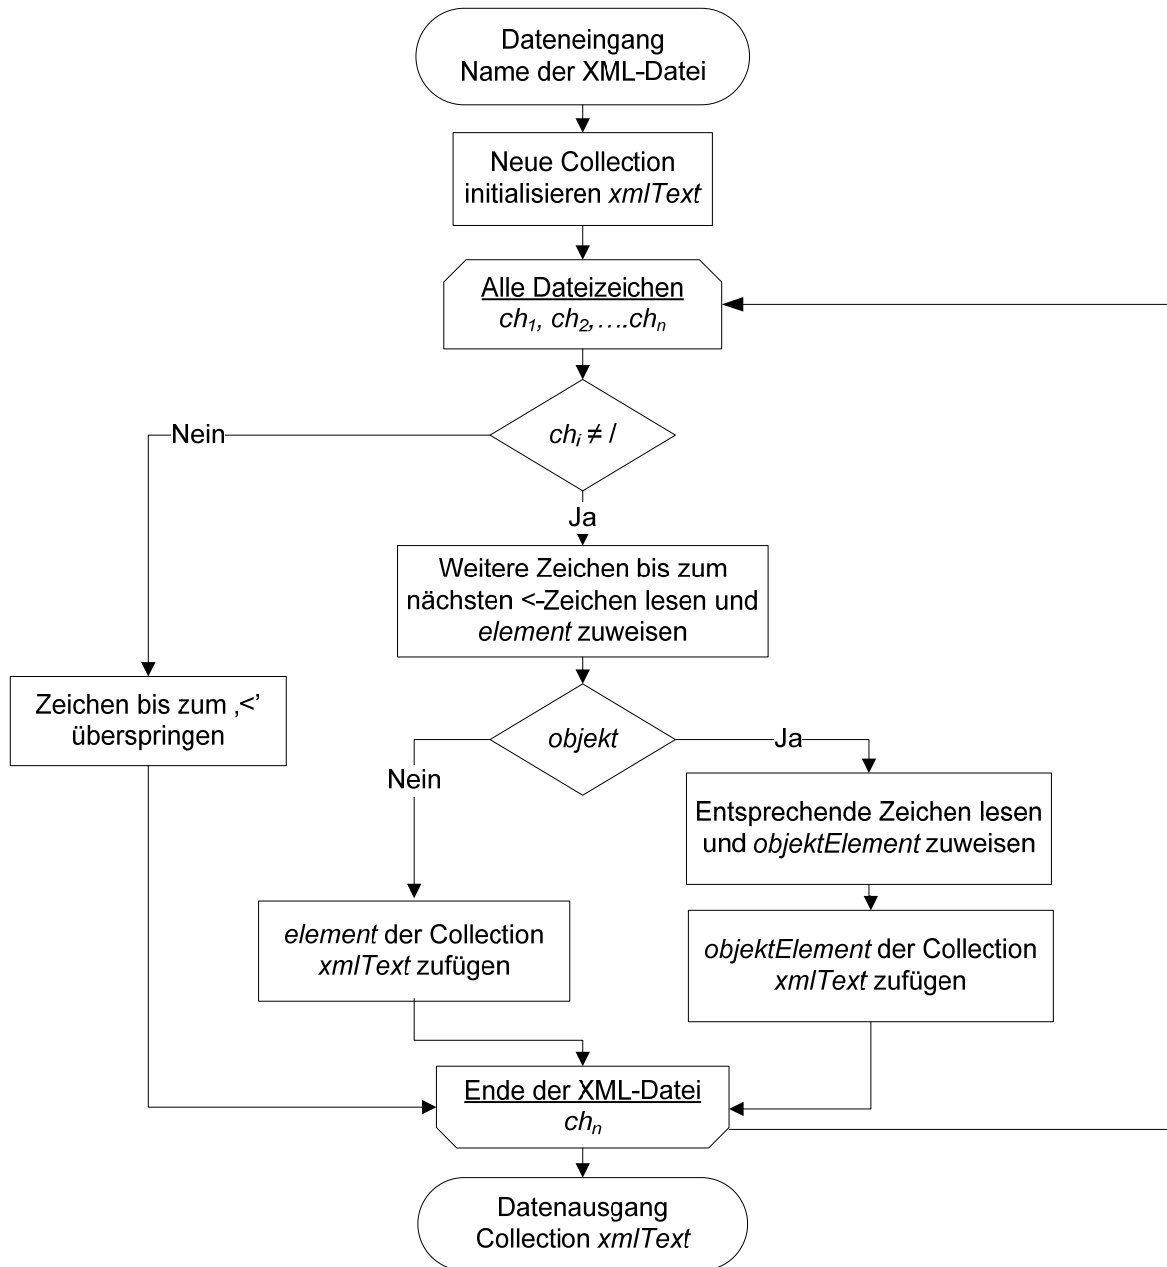 Dateneingang
Name der XML-Datei
Neue Collection
initialisieren xmlText
Alle Dateizeichen
ch1, ch2,….chn
chi ≠ /
Nein
Ja
Weitere Zeichen bis zum
nächsten <-Zeichen lesen und
element zuweisen
Zeichen bis zum ‚<’
überspringen
objekt
Nein
Ja
Entsprechende Zeichen lesen
und objektElement zuweisen
element der Collection
xmlText zufügen
objektElement der Collection
xmlText zufügen
Ende der XML-Datei
chn
Datenausgang
Collection xmlText